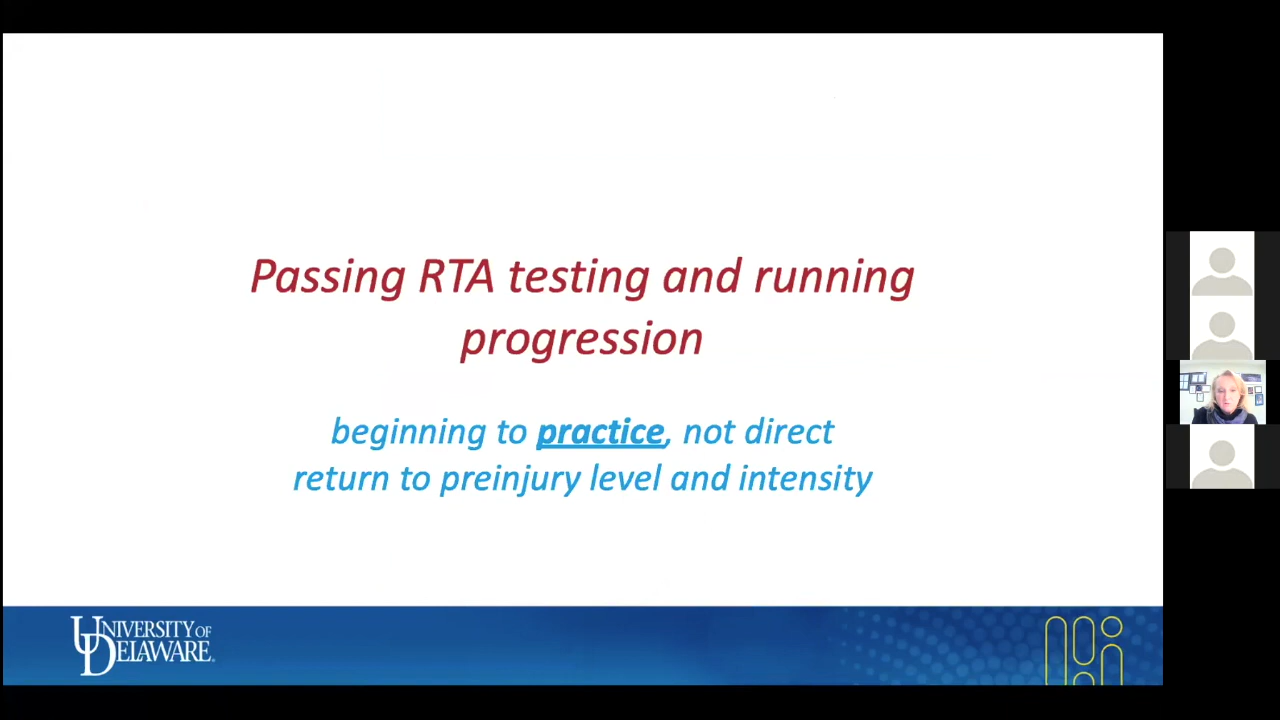 Passing RTA testing and running
progression
beginning to practice, not direct
return to preinjury level and intensity
UNIVERSITY OF
DELAWARE